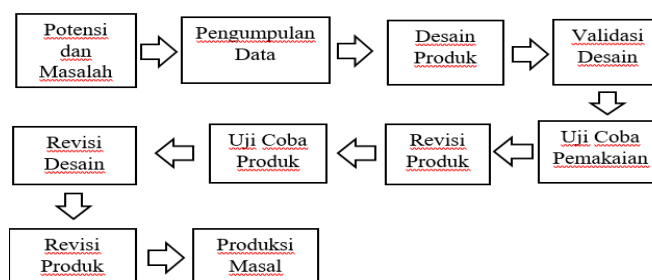 Potensi
dan
Masalah
Pengumpulan
Data
Desain
Produk
Validasi
Desain
Uji Coba
Pemakaian
Revisi
Produk
Uji Coba
Produk
Revisi
Desain
Revisi
Produk
Produksi
Masal